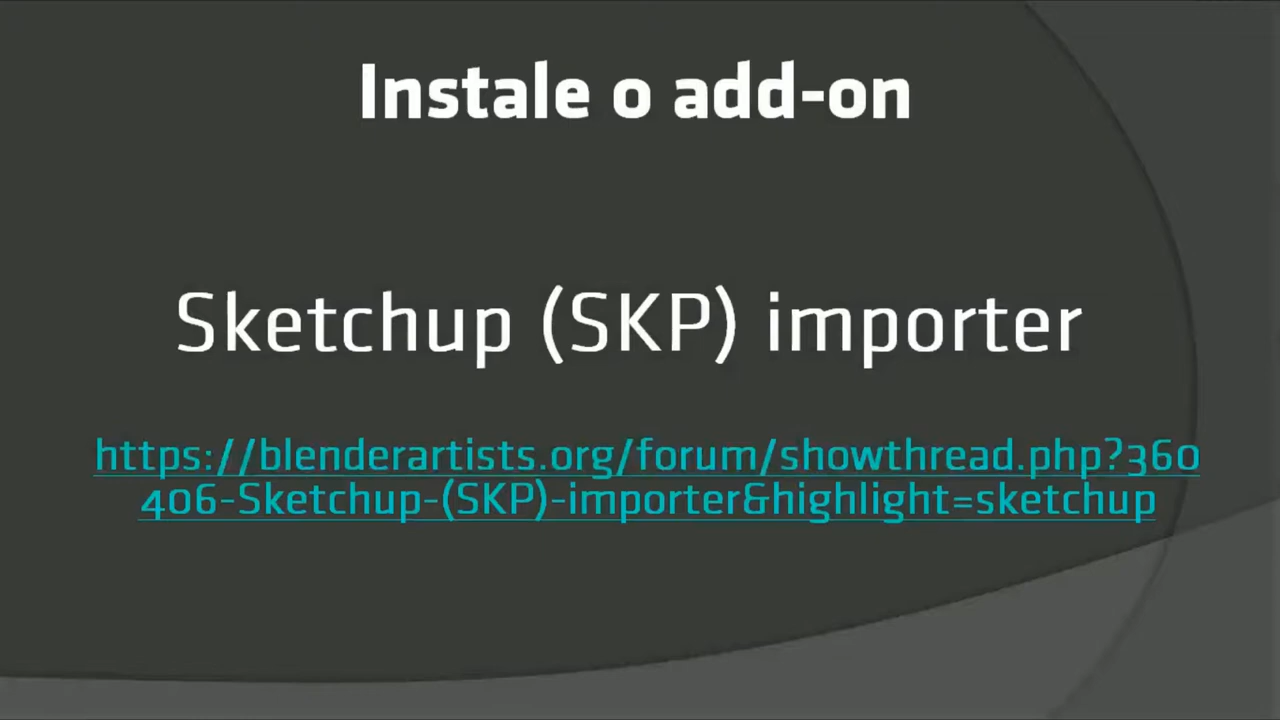 Instale o add-on
Sketchup (SKP) importer
https://blenderartists.org/forum/showthread.php?360
406-Sketchup-(SKP)-importer&highlight=sketchup